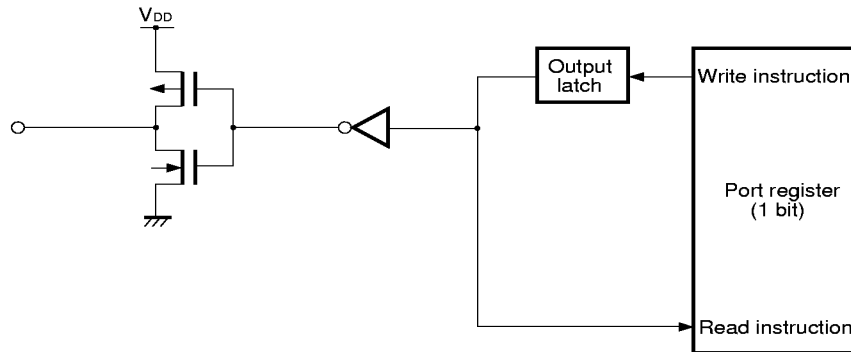 VDD
Output
latch
Write instruction
Port register
(1 bit)
Read instruction